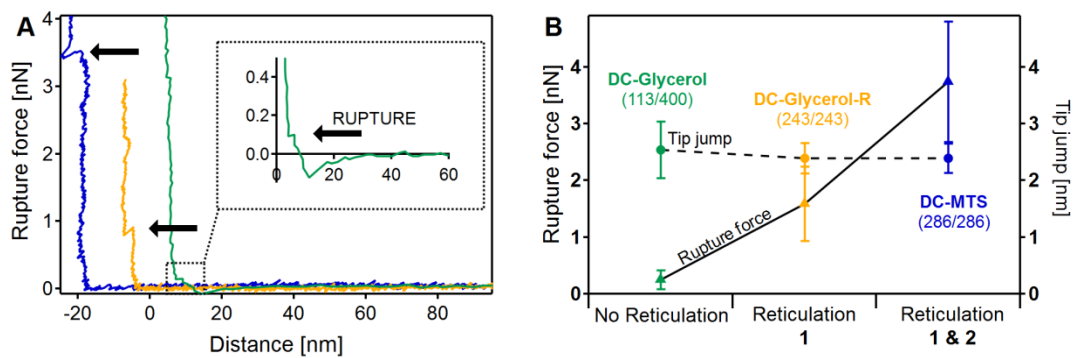 A
Rupture force [nN]
4
3
2
1
0
-20
0
20
40
60
80
Distance [nm]
0.4
0.2
0.0
RUPTURE
0
20
40
60
B
Rupture force [nN]
4
3
2
1
0
DC-Glycerol
(113/400)
DC-Glycerol-R
(243/243)
Tip jump
Rupture force
DC-MTS
(286/286)
4
3
2
1
0
Tip jump [nm]
No Reticulation
Reticulation
1
Reticulation
1 & 2